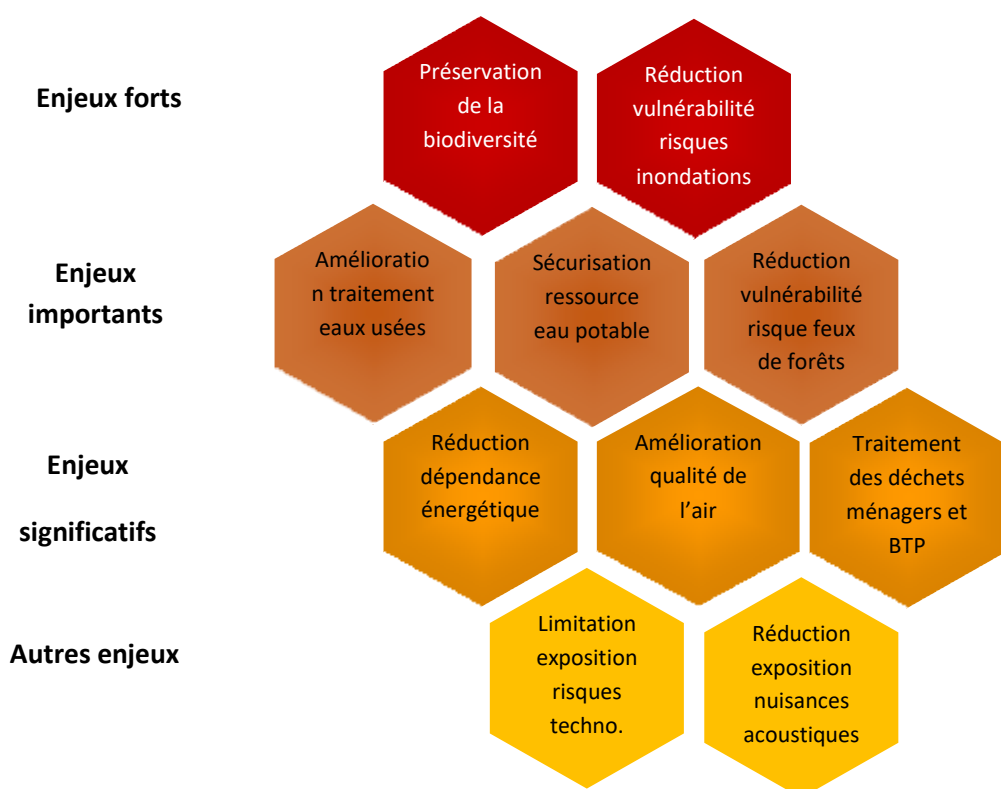 Enjeux forts
Préservation
de la
biodiversité
Réduction
vulnérabilité
risques
inondations
Enjeux
importants
Amélioratio
n traitement
eaux usées
Sécurisation
ressource
eau potable
Réduction
vulnérabilité
risque feux
de forêts
Enjeux
significatifs
Réduction
dépendance
énergétique
Amélioration
qualité de
l’air
Traitement
des déchets
ménagers et
BTP
Autres enjeux
Limitation
exposition
risques
techno.
Réduction
exposition
nuisances
acoustiques